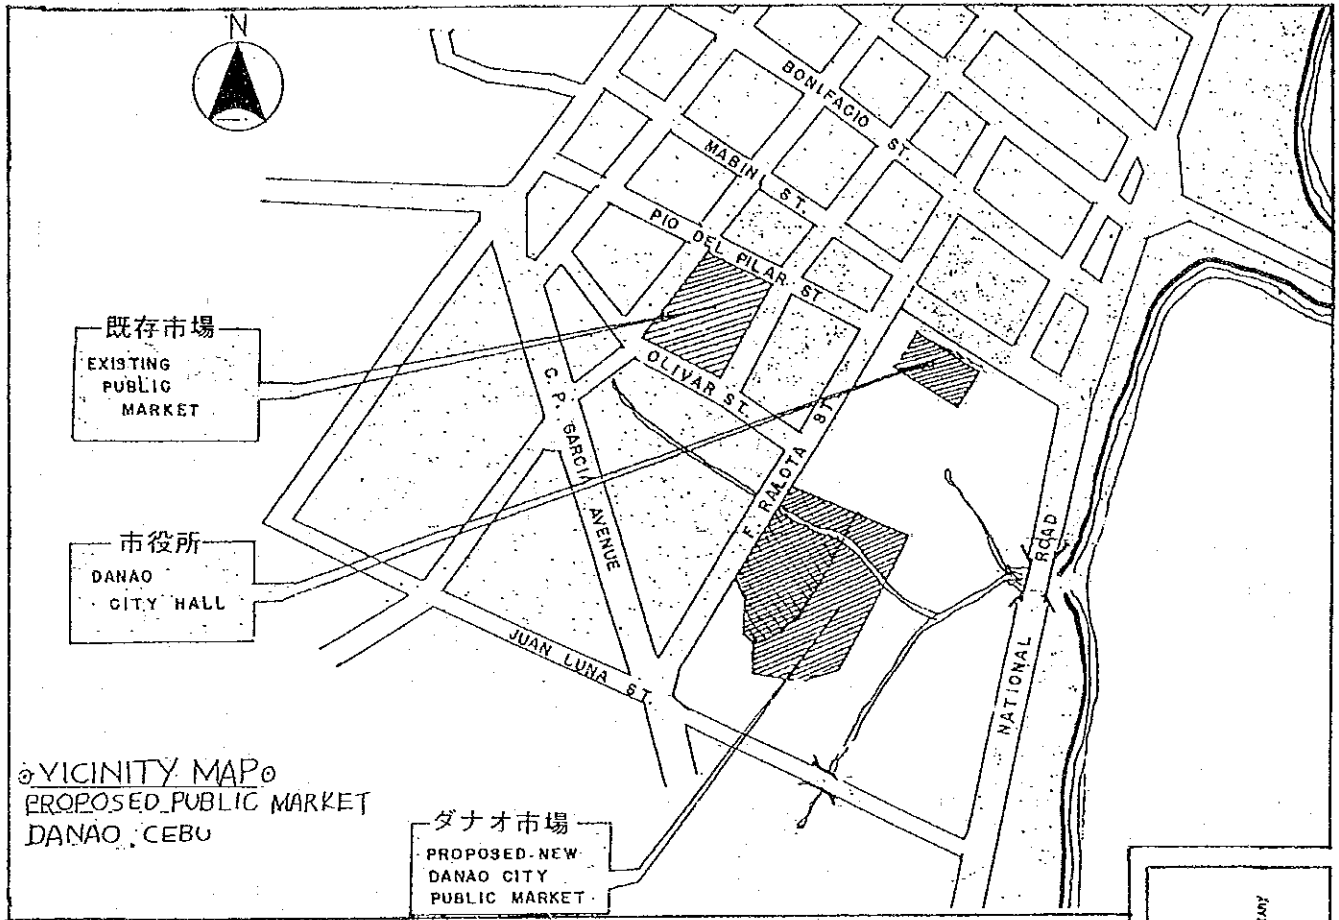 N
BONIFACIO ST.
MABINI ST.
PIO DEL PILAR ST
既存市場
EXISTING
PUBLIC
MARKET
OLIVAR ST.
C. P. GARCIA AVENUE
F. RALOTA ST
市役所
DANAO
CITY HALL
NATIONAL ROAD
JUAN LUNA ST.
VICINITY MAP
PROPOSED PUBLIC MARKET
DANAO, CEBU
ダナオ市場
PROPOSED NEW
DANAO CITY
PUBLIC MARKET